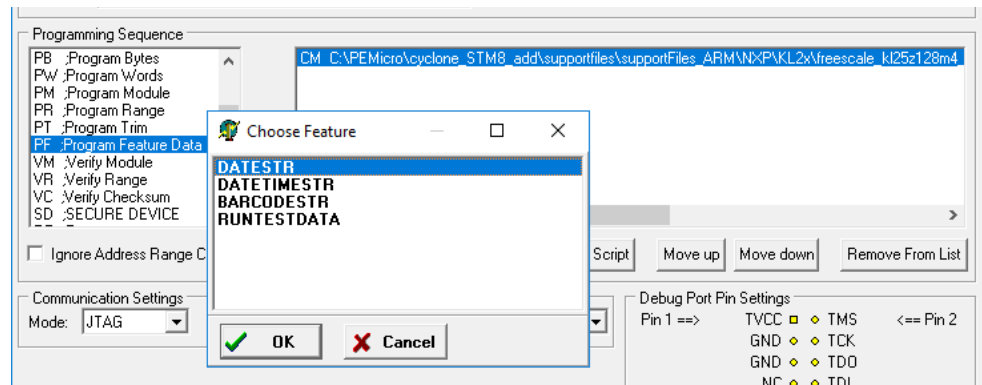 Programming Sequence
PB ;Program Bytes
PW ;Program Words
PM ;Program Module
PR ;Program Range
PT ;Program Trim
PF ;Program Feature Data
VM ;Verify Module
VR ;Verify Range
VC ;Verify Checksum
SD ;SECURE DEVICE
CM C:\PEMicro\cyclone_STM8_add\supportfiles\supportFiles_ARM\NXP\KL2x\freescale_kl25z128m4
Choose Feature
DATESTR
DATETIMESTR
BARCODESTR
RUNTESTDATA
OK
Cancel
Ignore Address Range C
Script
Move up
Move down
Remove From List
Communication Settings
Mode: JTAG
Debug Port Pin Settings
Pin 1 ==> TVCC TMS <== Pin 2
GND TCK
GND TDO
NC TDI